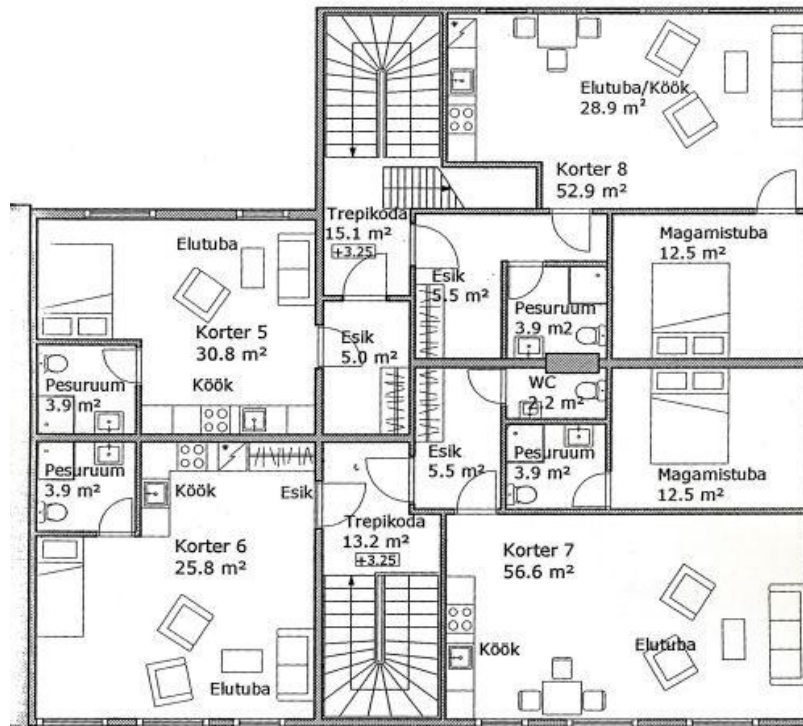 Elutuba/Köök
28.9 m²
Korter 8
52.9 m²
Trepikoda
15.1 m²
+3.25
Elutuba
Magamistuba
12.5 m²
Esik
5.5 m²
Pesuruum
3.9 m2
Korter 5
30.8 m²
Esik
5.0 m²
Köök
Pesuruum
3.9 m²
WC
2.2 m²
Pesuruum
3.9 m²
Köök
Esik
Esik
5.5 m²
Pesuruum
3.9 m²
Magamistuba
12.5 m²
Trepikoda
13.2 m²
+3.25
Korter 6
25.8 m²
Korter 7
56.6 m²
Köök
Elutuba
Elutuba